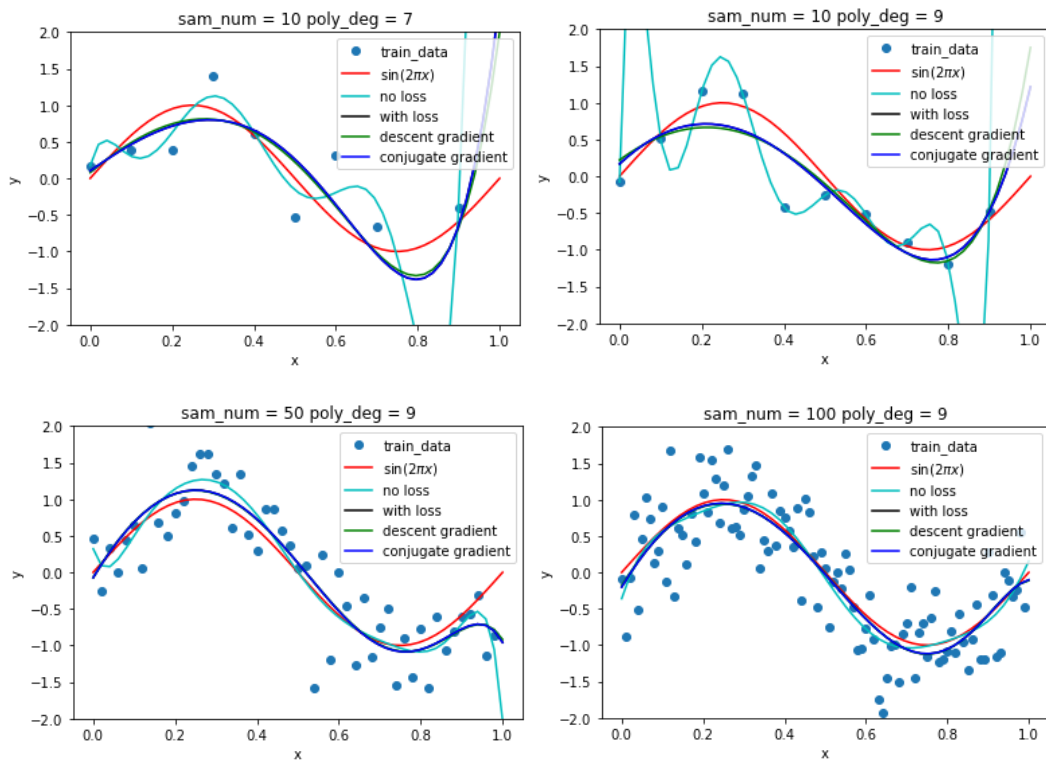 sam_num = 10 poly_deg = 7
2.0
1.5
1.0
0.5
0.0
-0.5
-1.0
-1.5
-2.0
y
train_data
sin(2πx)
no loss
with loss
descent gradient
conjugate gradient
0.0 0.2 0.4 0.6 0.8 1.0
x
sam_num = 10 poly_deg = 9
2.0
1.5
1.0
0.5
0.0
-0.5
-1.0
-1.5
-2.0
y
train_data
sin(2πx)
no loss
with loss
descent gradient
conjugate gradient
0.0 0.2 0.4 0.6 0.8 1.0
x
sam_num = 50 poly_deg = 9
2.0
1.5
1.0
0.5
0.0
-0.5
-1.0
-1.5
-2.0
y
train_data
sin(2πx)
no loss
with loss
descent gradient
conjugate gradient
0.0 0.2 0.4 0.6 0.8 1.0
x
sam_num = 100 poly_deg = 9
2.0
1.5
1.0
0.5
0.0
-0.5
-1.0
-1.5
-2.0
y
train_data
sin(2πx)
no loss
with loss
descent gradient
conjugate gradient
0.0 0.2 0.4 0.6 0.8 1.0
x